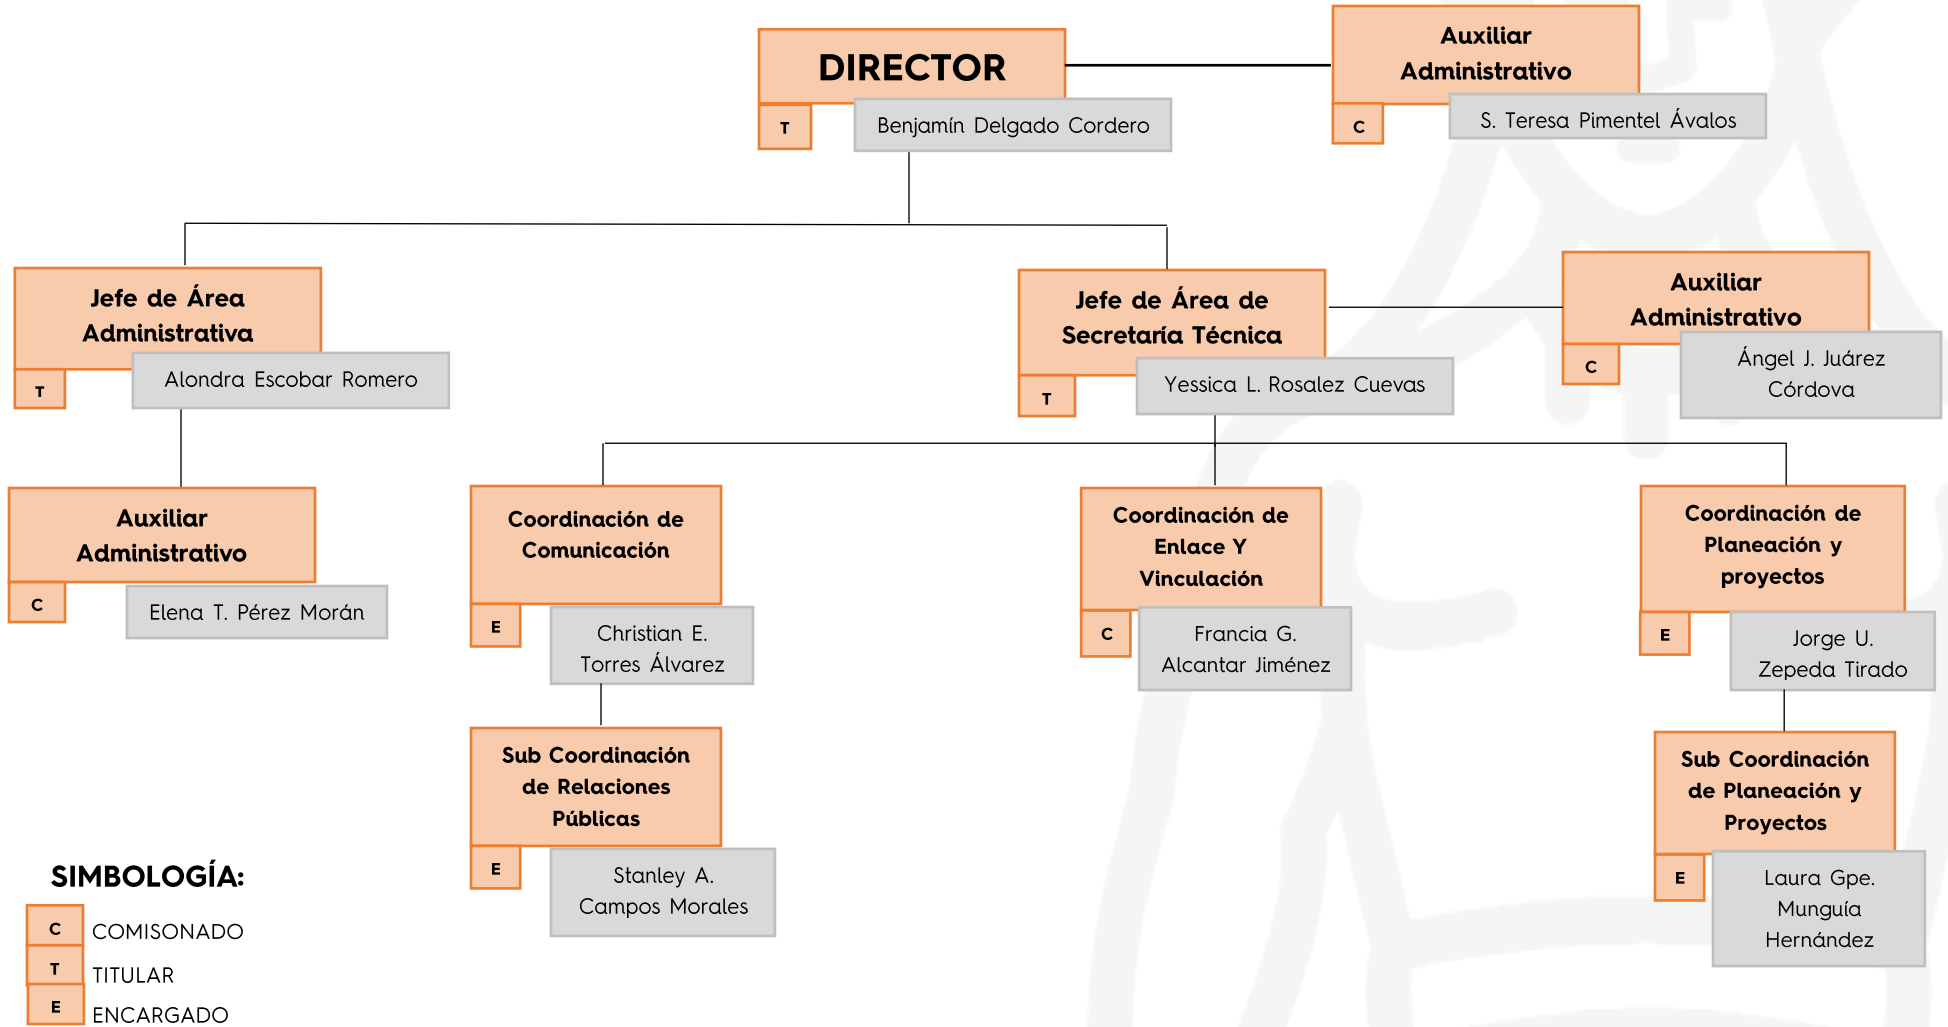 DIRECTOR
T
Benjamín Delgado Cordero
Auxiliar
Administrativo
C
S. Teresa Pimentel Ávalos
Jefe de Área
Administrativa
T
Alondra Escobar Romero
Jefe de Área de
Secretaría Técnica
T
Yessica L. Rosalez Cuevas
Auxiliar
Administrativo
C
Ángel J. Juárez
Córdova
Auxiliar
Administrativo
C
Elena T. Pérez Morán
Coordinación de
Comunicación
E
Christian E.
Torres Álvarez
Coordinación de
Enlace Y
Vinculación
C
Francia G.
Alcantar Jiménez
Coordinación de
Planeación y
proyectos
E
Jorge U.
Zepeda Tirado
Sub Coordinación
de Relaciones
Públicas
E
Stanley A.
Campos Morales
Sub Coordinación
de Planeación y
Proyectos
E
Laura Gpe.
Munguía
Hernández
SIMBOLOGÍA:
C COMISONADO
T TITULAR
E ENCARGADO